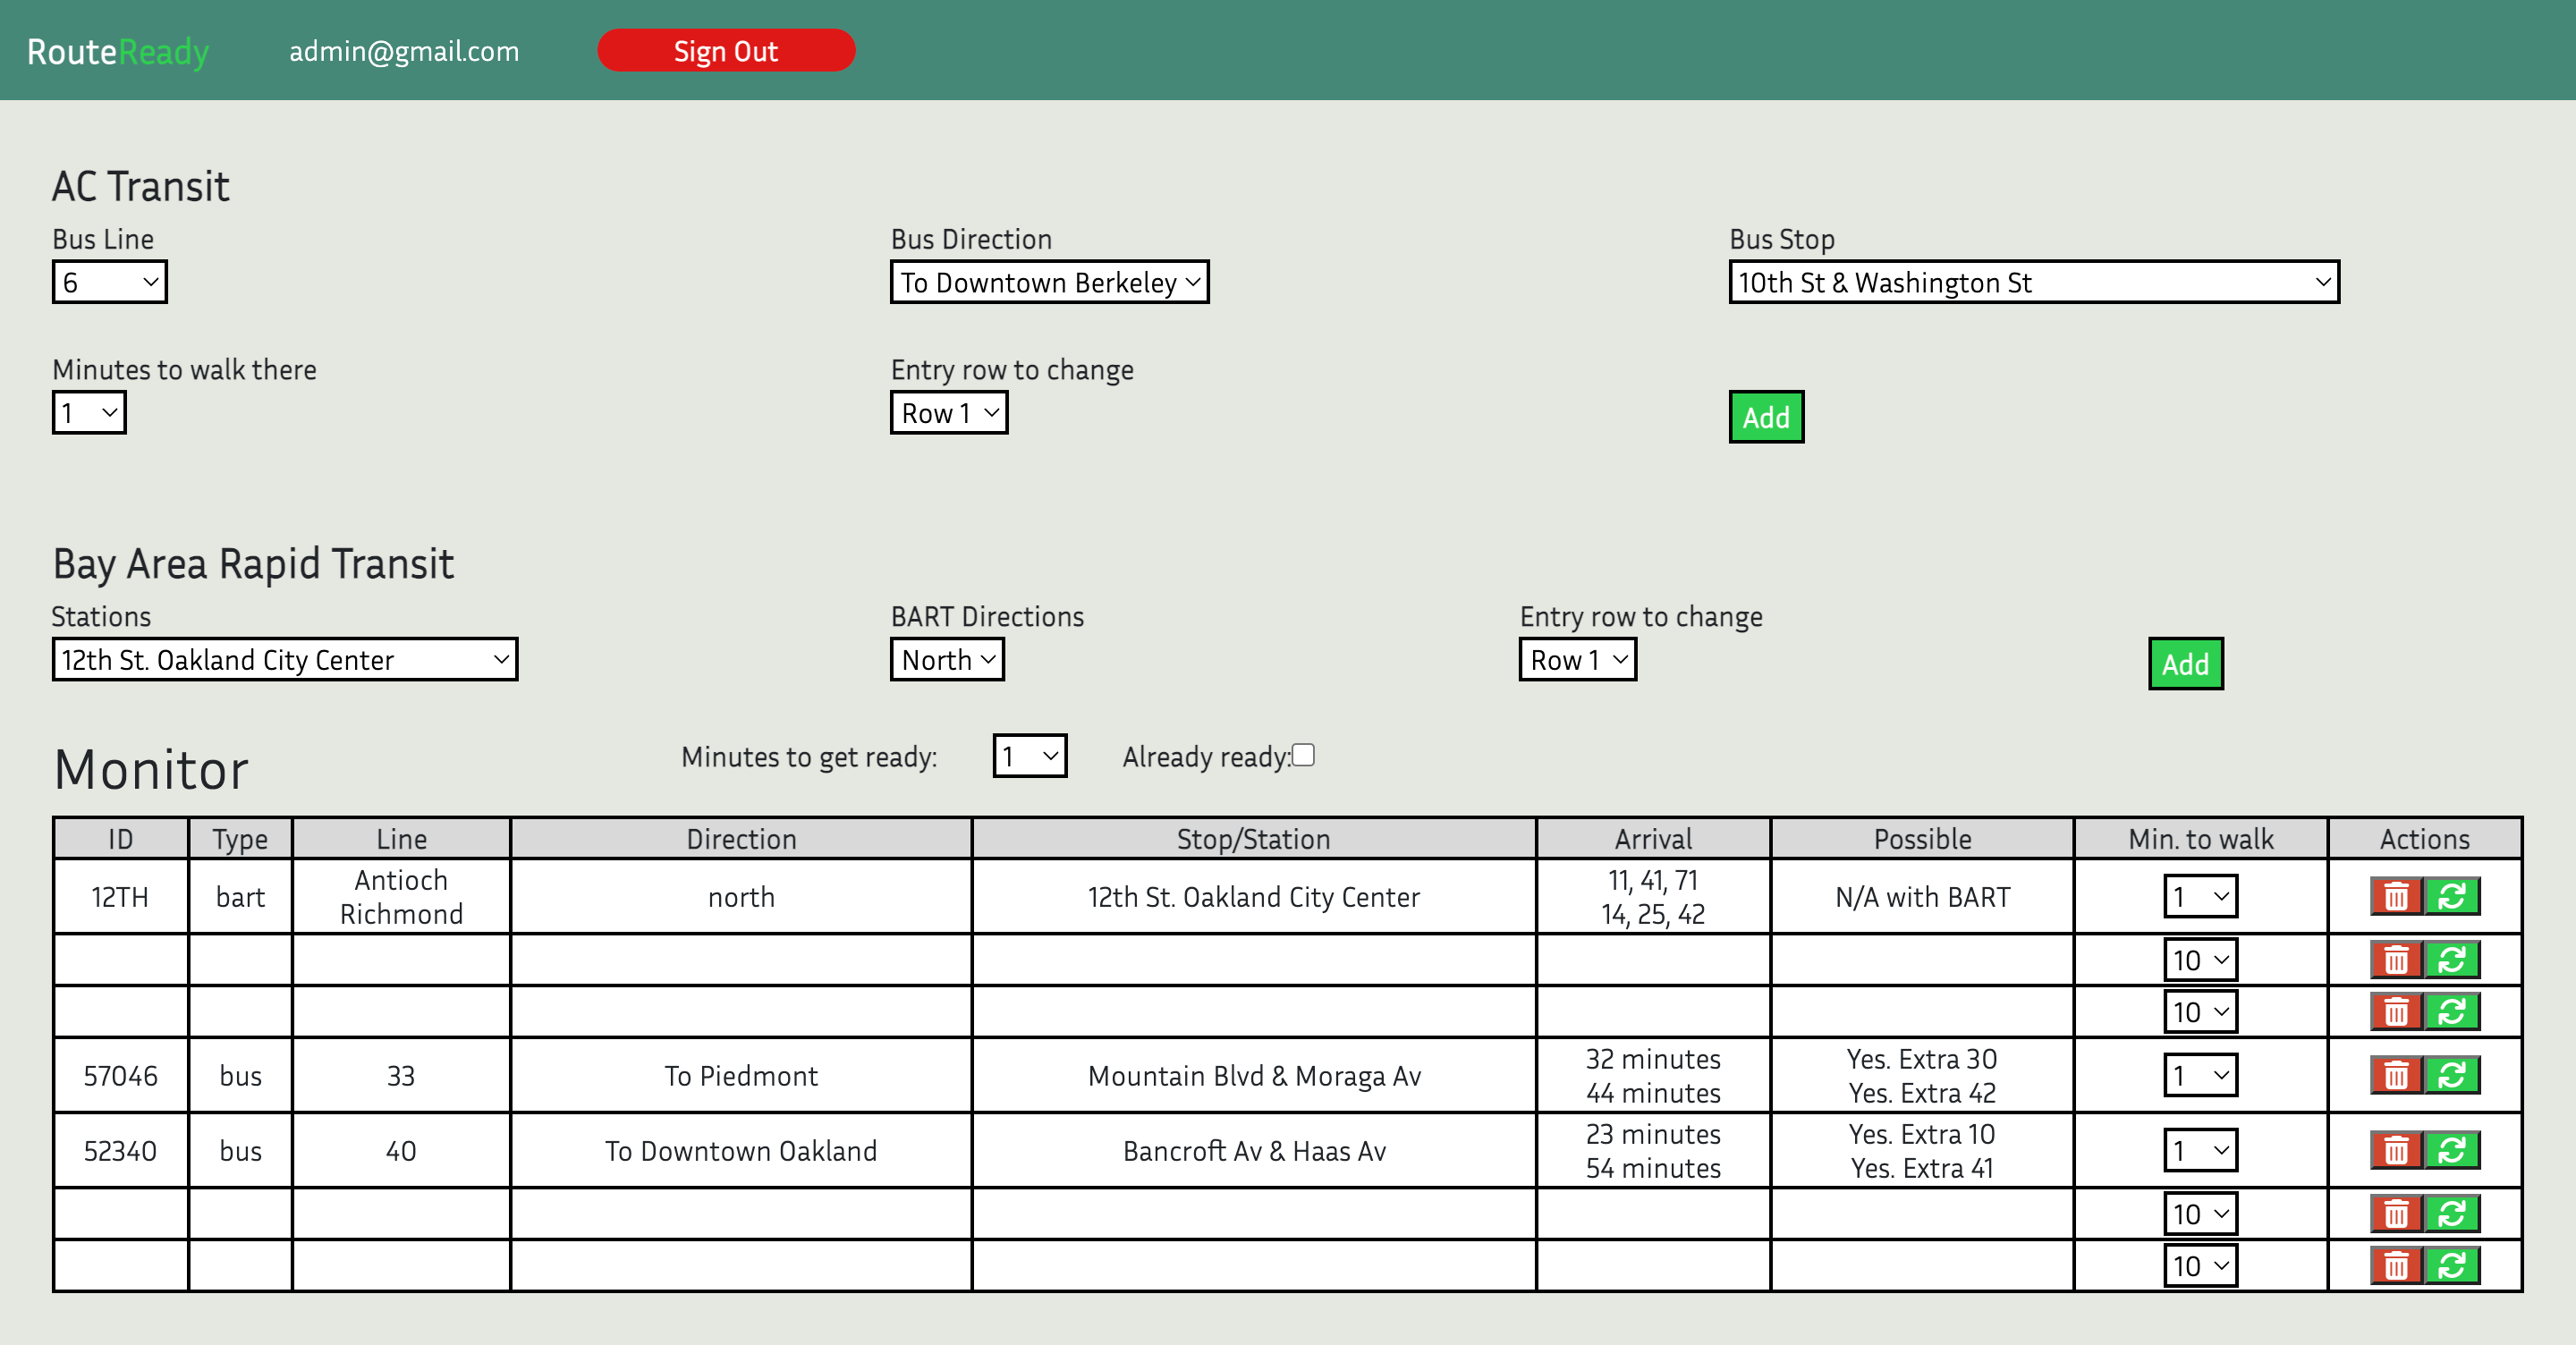 RouteReady admin@gmail.com Sign Out
AC Transit
Bus Line Bus Direction Bus Stop
6 To Downtown Berkeley 10th St & Washington St
Minutes to walk there Entry row to change
1 Row 1 Add
Bay Area Rapid Transit
Stations BART Directions Entry row to change
12th St. Oakland City Center North Row 1 Add
Monitor Minutes to get ready: 1 Already ready:
ID Type Line Direction Stop/Station Arrival Possible Min. to walk Actions
12TH bart Antioch north 12th St. Oakland City Center 11, 41, 71 N/A with BART 1
Richmond 14, 25, 42
10
10
57046 bus 33 To Piedmont Mountain Blvd & Moraga Av 32 minutes Yes. Extra 30 1
44 minutes Yes. Extra 42
52340 bus 40 To Downtown Oakland Bancroft Av & Haas Av 23 minutes Yes. Extra 10 1
54 minutes Yes. Extra 41
10
10